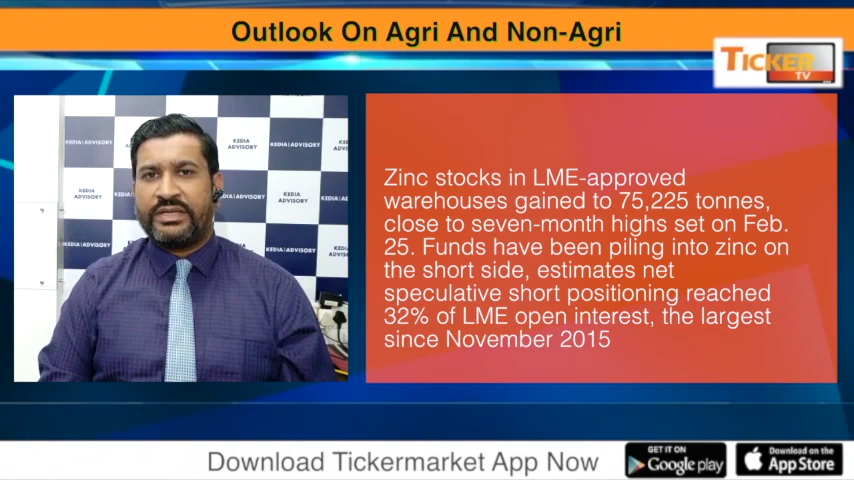 Outlook On Agri And Non-Agri
TICKER
TV
KEDIA|ADVISORY
KEDIA
ADVISORY
KEDIA|ADVISORY
KEDIA
ADVISORY
KEDIA|ADVISORY
KEDIA
ADVISORY
KEDIA|ADVISORY
Zinc stocks in LME-approved
warehouses gained to 75,225 tonnes,
close to seven-month highs set on Feb.
25. Funds have been piling into zinc on
the short side, estimates net
speculative short positioning reached
32% of LME open interest, the largest
since November 2015
Download Tickermarket App Now
GET IT ON
Google play
Download on the
App Store